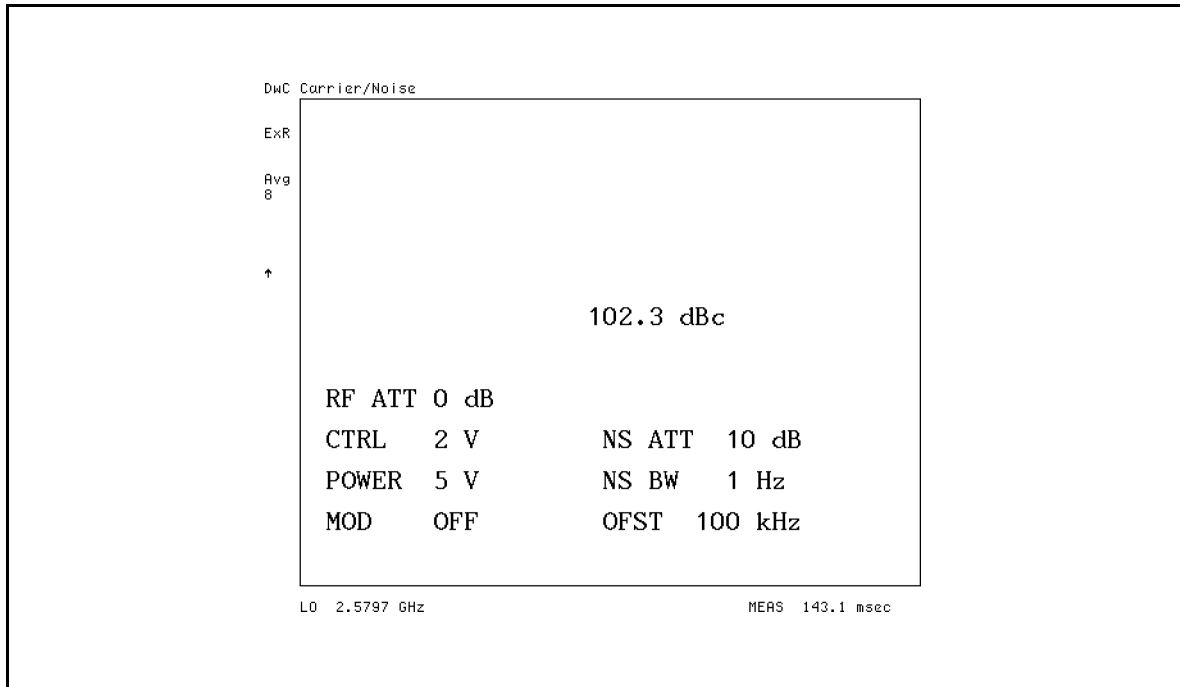 DwC Carrier/Noise
ExR
Avg
8
↑
102.3 dBc
RF ATT 0 dB
CTRL 2 V NS ATT 10 dB
POWER 5 V NS BW 1 Hz
MOD OFF OFST 100 kHz
LO 2.5797 GHz MEAS 143.1 msec